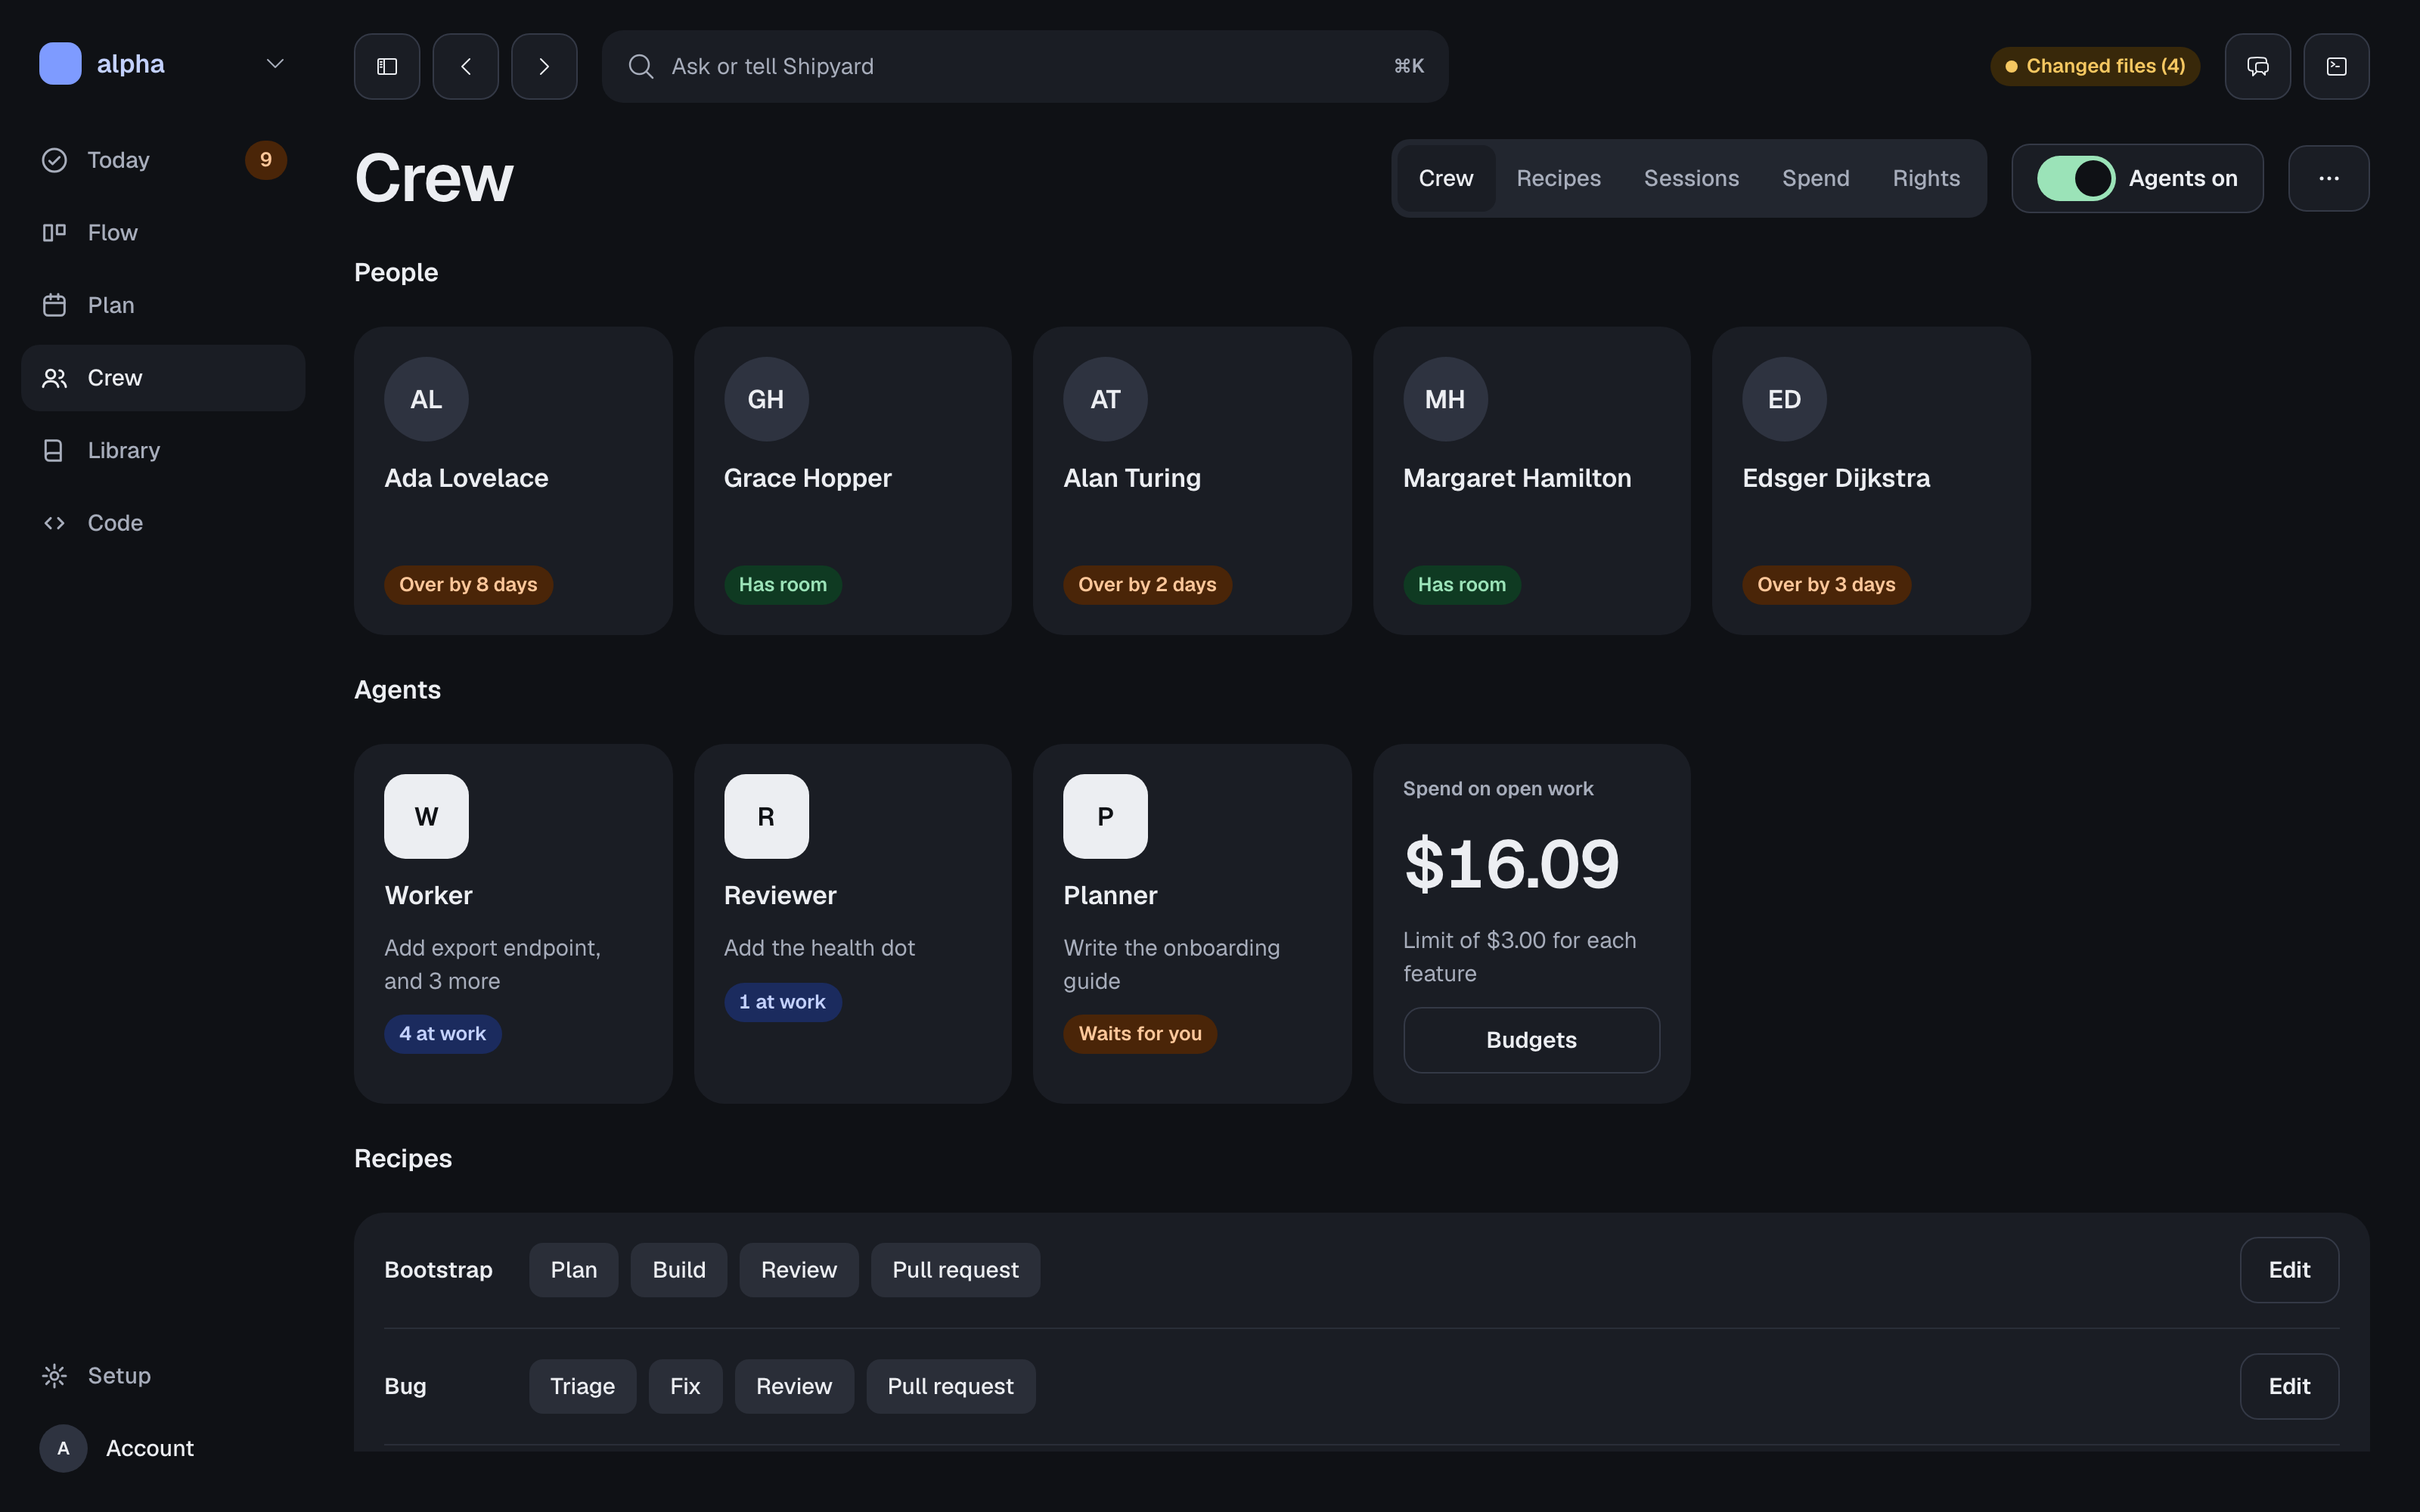 alpha
Ask or tell Shipyard
⌘K
Changed files (4)
Today
9
Flow
Plan
Crew
Library
Code
Setup
A
Account
Crew
Crew
Recipes
Sessions
Spend
Rights
Agents on
People
AL
Ada Lovelace
Over by 8 days
GH
Grace Hopper
Has room
AT
Alan Turing
Over by 2 days
MH
Margaret Hamilton
Has room
ED
Edsger Dijkstra
Over by 3 days
Agents
W
Worker
Add export endpoint,
and 3 more
4 at work
R
Reviewer
Add the health dot
1 at work
P
Planner
Write the onboarding
guide
Waits for you
Spend on open work
$16.09
Limit of $3.00 for each
feature
Budgets
Recipes
Bootstrap
Plan
Build
Review
Pull request
Edit
Bug
Triage
Fix
Review
Pull request
Edit